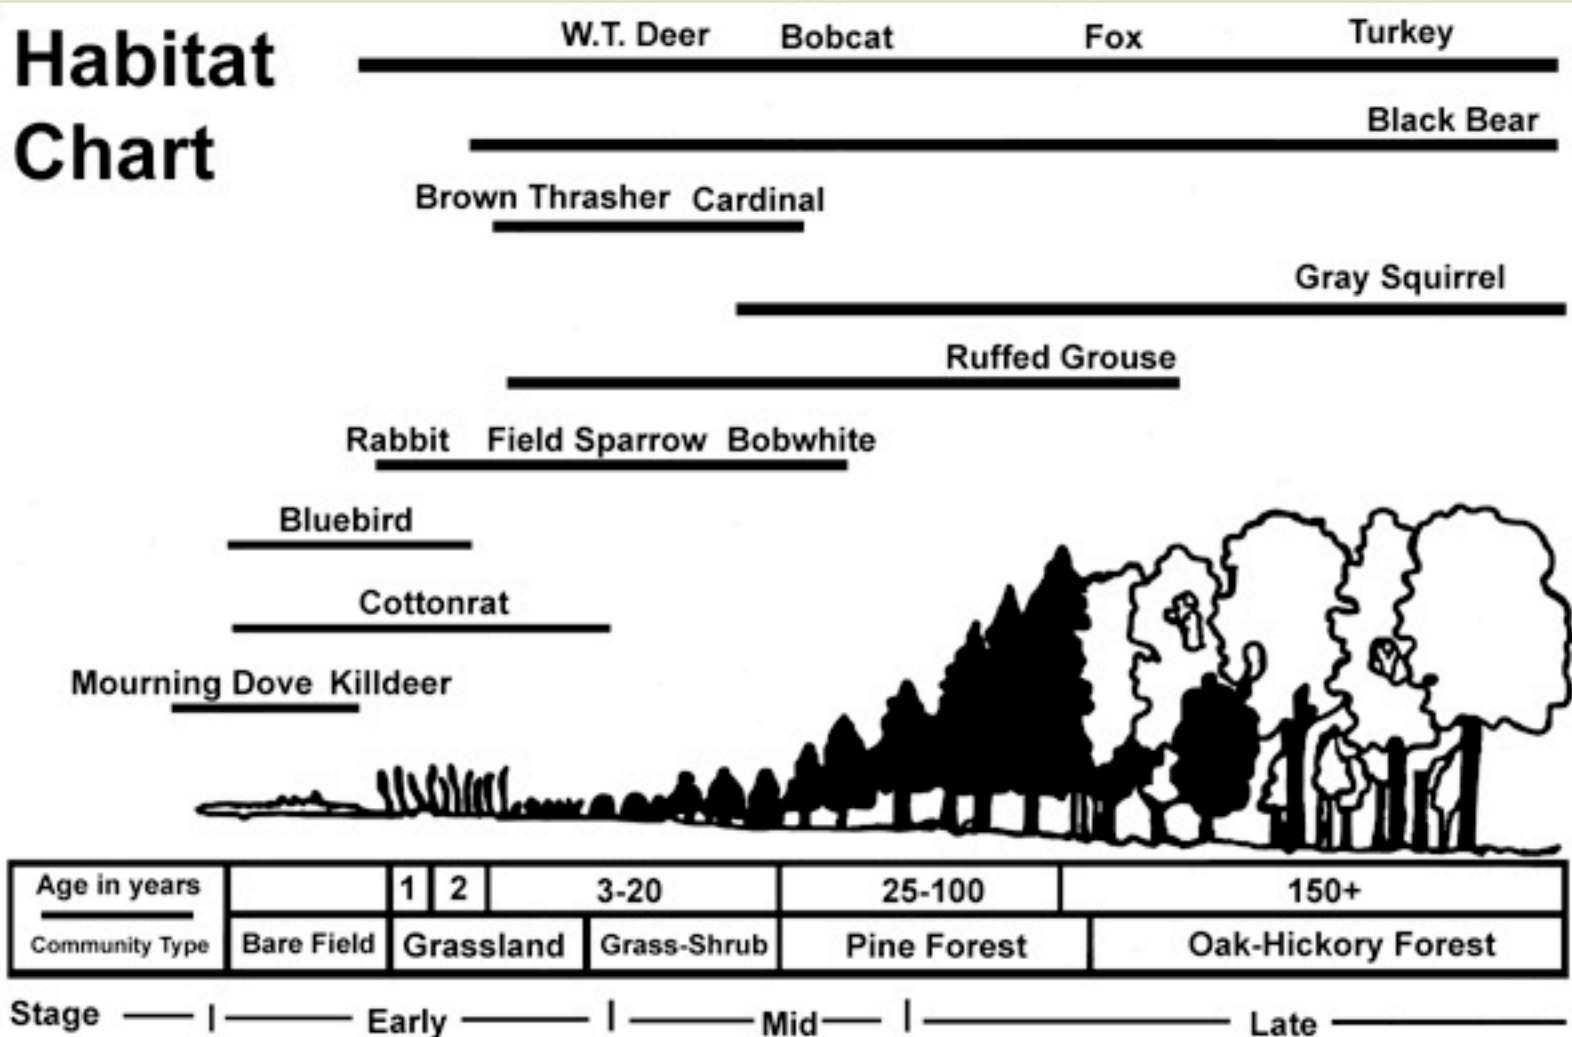 Habitat
Chart
W.T. Deer Bobcat Fox Turkey
Black Bear
Brown Thrasher Cardinal
Gray Squirrel
Ruffed Grouse
Rabbit Field Sparrow Bobwhite
Bluebird
Cottonrat
Mourning Dove Killdeer
Age in years 1 2 3-20 25-100 150+
Community Type Bare Field Grassland Grass-Shrub Pine Forest Oak-Hickory Forest
Stage Early Mid Late